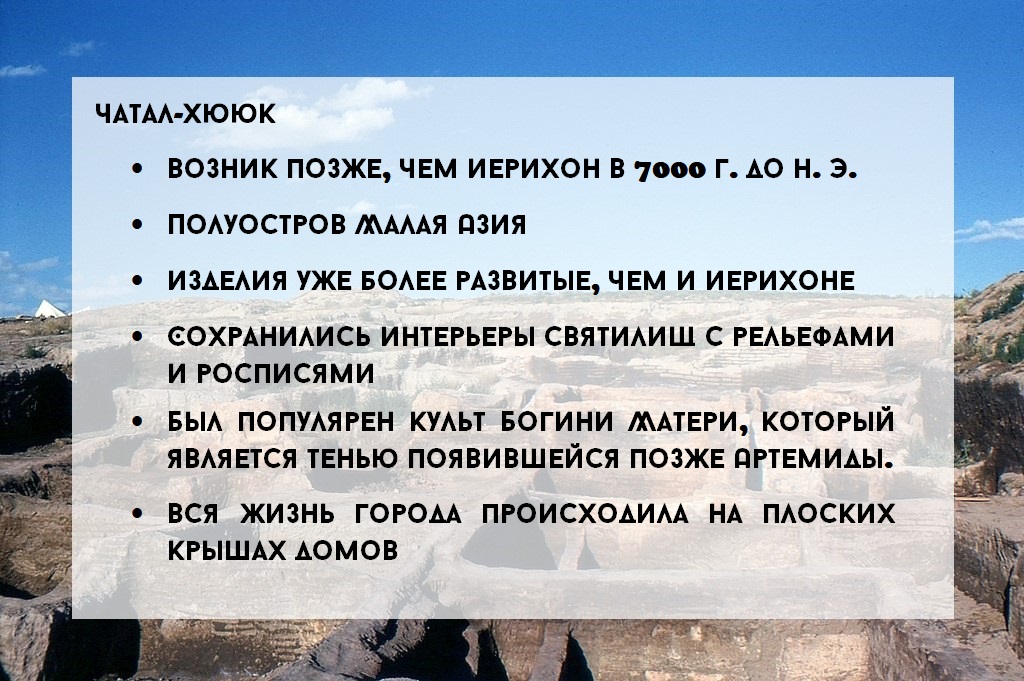 ЧАТАЛ-ХЮЮК
• ВОЗНИК ПОЗЖЕ, ЧЕМ ИЕРИХОН В 7000 Г. ДО Н. Э.
• ПОЛУОСТРОВ МАЛАЯ АЗИЯ
• ИЗДЕЛИЯ УЖЕ БОЛЕЕ РАЗВИТЫЕ, ЧЕМ И ИЕРИХОНЕ
• СОХРАНИЛИСЬ ИНТЕРЬЕРЫ СВЯТИЛИЩ С РЕЛЬЕФАМИ
И РОСПИСЯМИ
• БЫЛ ПОПУЛЯРЕН КУЛЬТ БОГИНИ МАТЕРИ, КОТОРЫЙ
ЯВЛЯЕТСЯ ТЕНЬЮ ПОЯВИВШЕЙСЯ ПОЗЖЕ АРТЕМИДЫ.
• ВСЯ ЖИЗНЬ ГОРОДА ПРОИСХОДИЛА НА ПЛОСКИХ
КРЫШАХ ДОМОВ